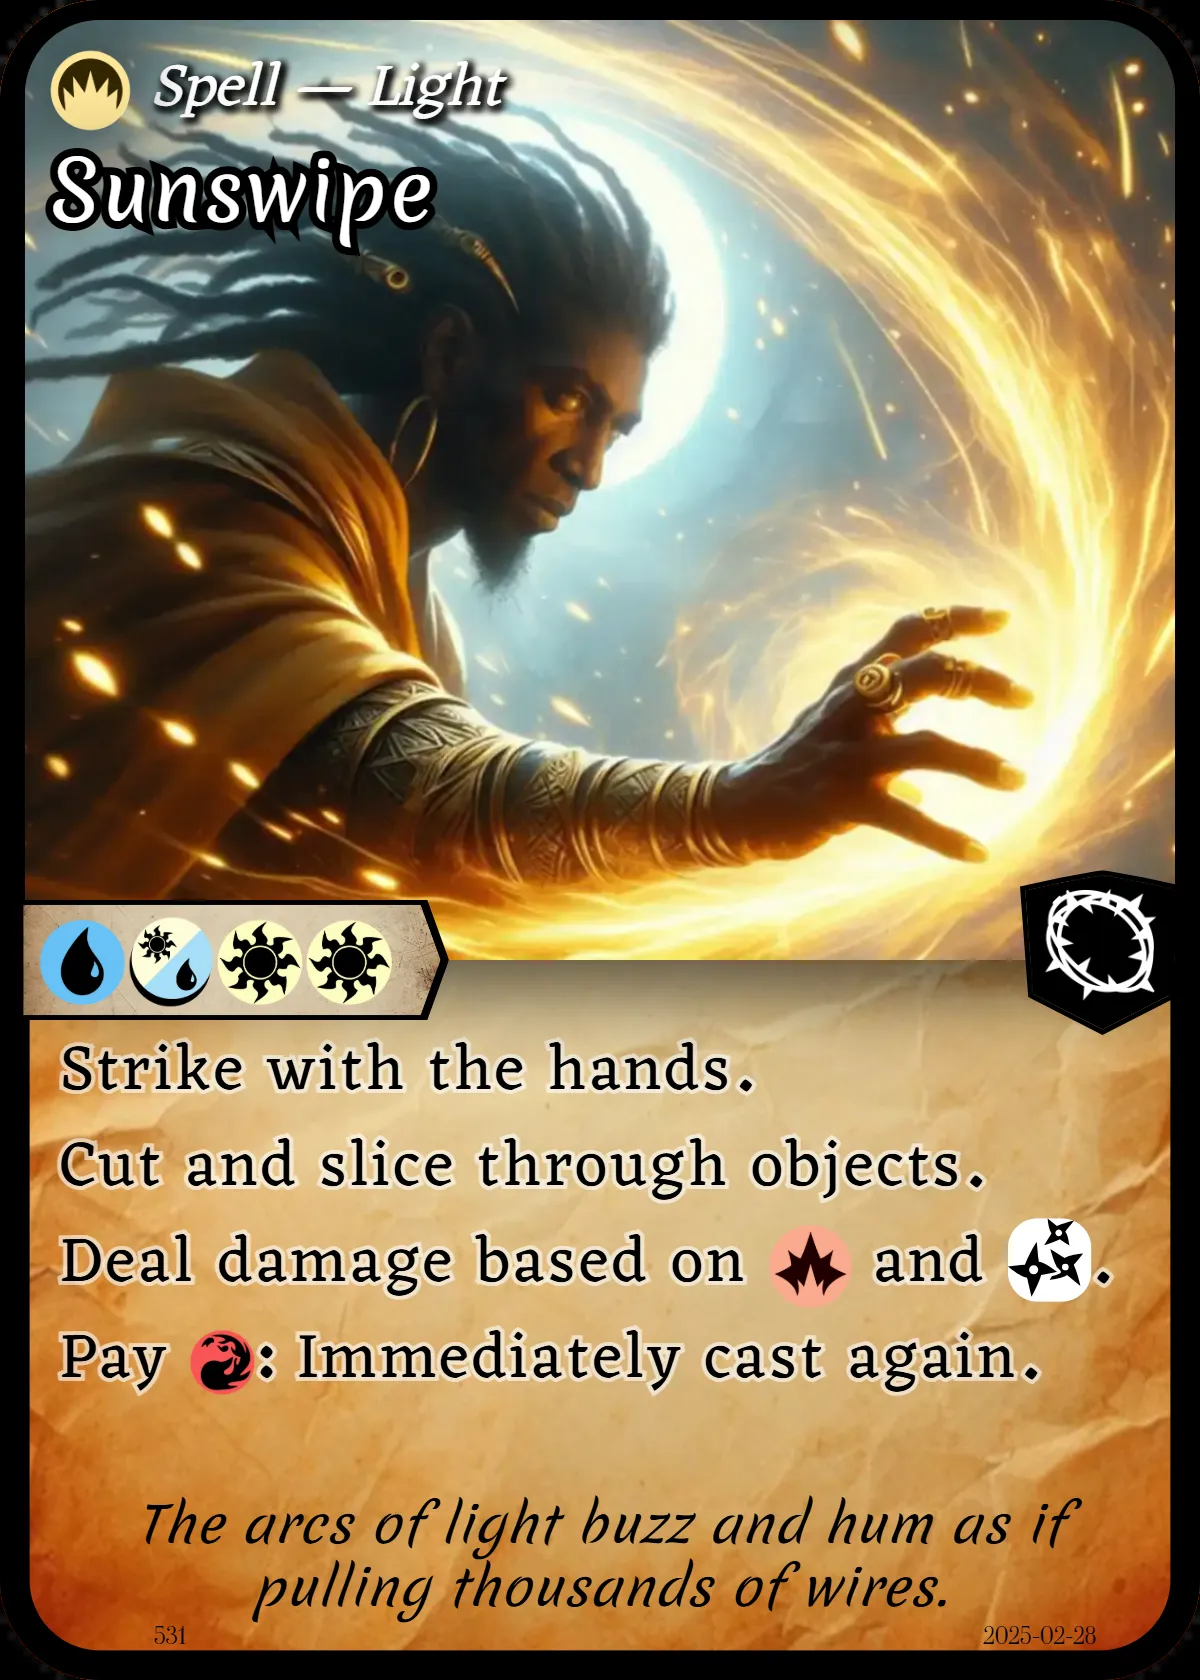 Spell — Light
Sunswipe
Strike with the hands.
Cut and slice through objects.
Deal damage based on and .
Pay : Immediately cast again.
The arcs of light buzz and hum as if
pulling thousands of wires.
531
2025-02-28